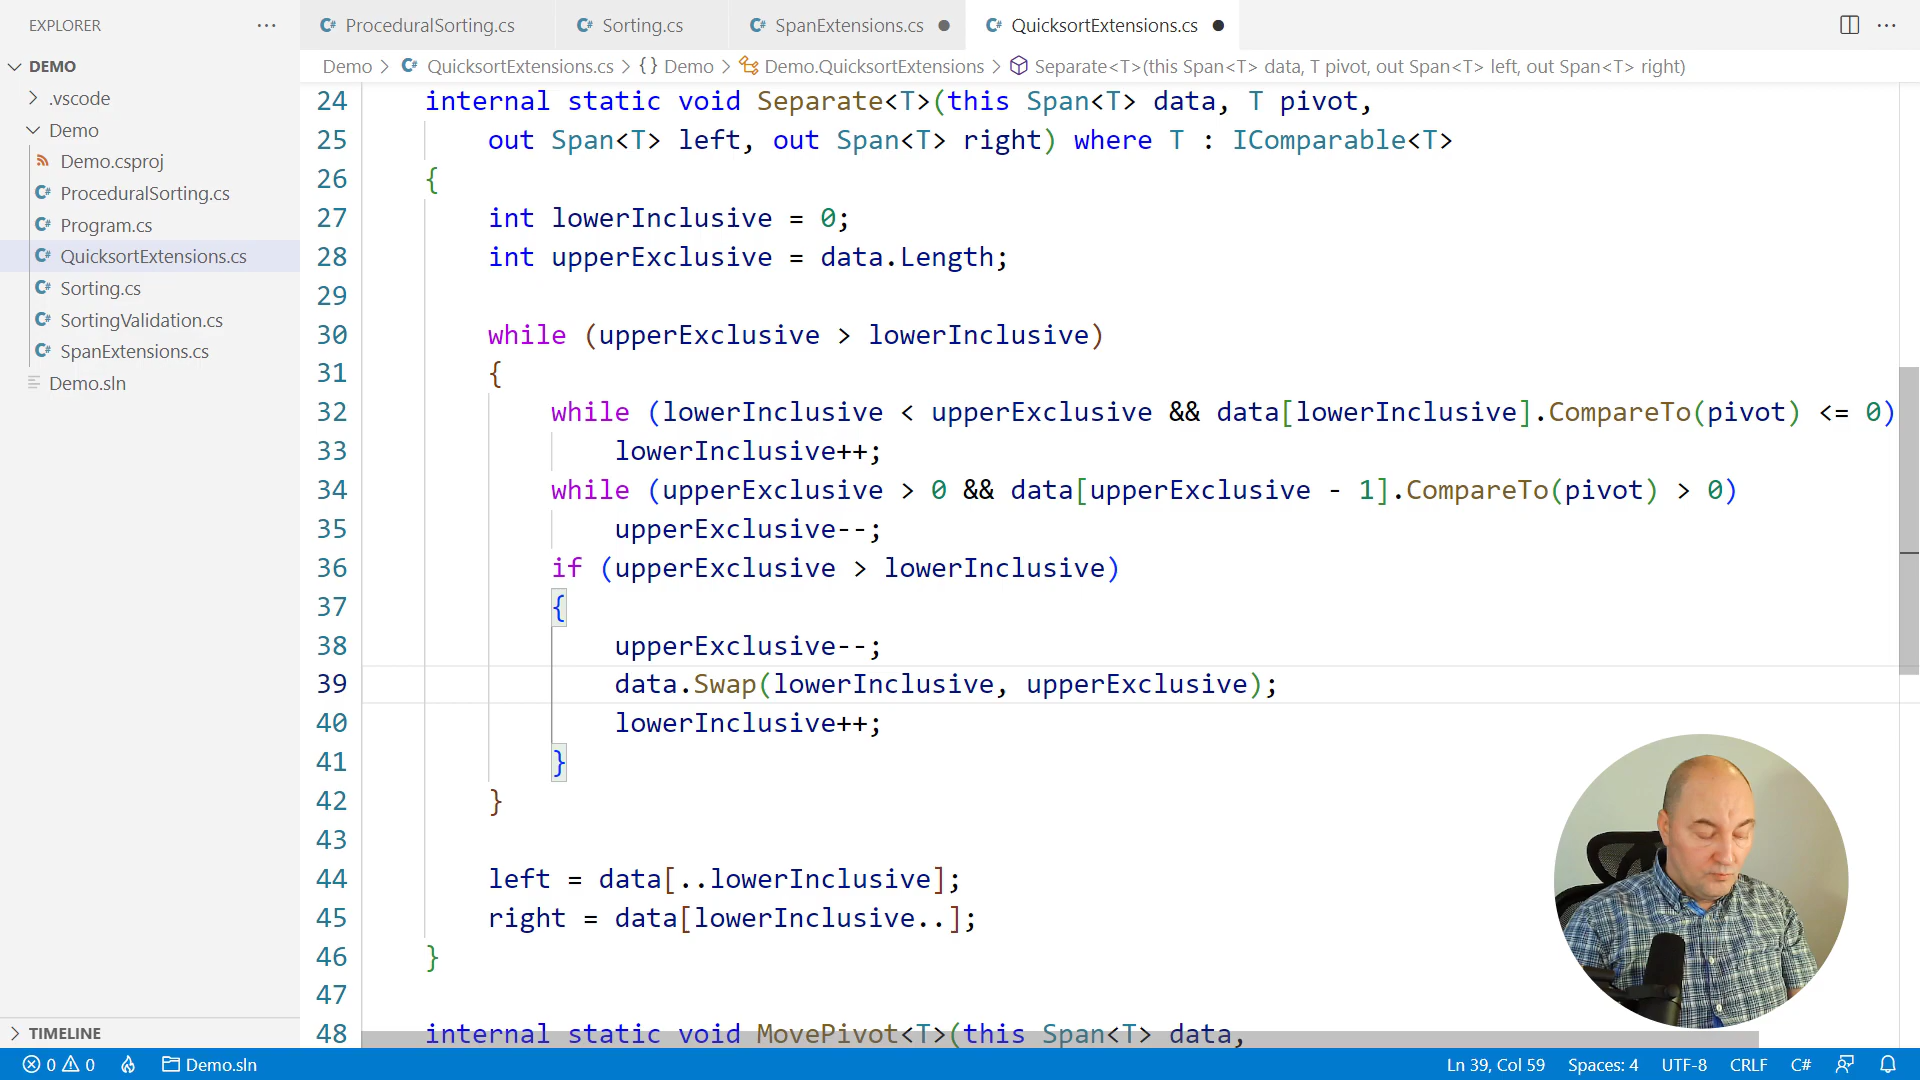 EXPLORER
DEMO
.vscode
Demo
Demo.csproj
ProceduralSorting.cs
Program.cs
QuicksortExtensions.cs
Sorting.cs
SortingValidation.cs
SpanExtensions.cs
Demo.sln
TIMELINE
ProceduralSorting.cs Sorting.cs SpanExtensions.cs QuicksortExtensions.cs
Demo > QuicksortExtensions.cs > {} Demo > Demo.QuicksortExtensions > Separate<T>(this Span<T> data, T pivot, out Span<T> left, out Span<T> right)
24 internal static void Separate<T>(this Span<T> data, T pivot,
25 out Span<T> left, out Span<T> right) where T : IComparable<T>
26 {
27 int lowerInclusive = 0;
28 int upperExclusive = data.Length;
29
30 while (upperExclusive > lowerInclusive)
31 {
32 while (lowerInclusive < upperExclusive && data[lowerInclusive].CompareTo(pivot) <= 0)
33 lowerInclusive++;
34 while (upperExclusive > 0 && data[upperExclusive - 1].CompareTo(pivot) > 0)
35 upperExclusive--;
36 if (upperExclusive > lowerInclusive)
37 {
38 upperExclusive--;
39 data.Swap(lowerInclusive, upperExclusive);
40 lowerInclusive++;
41 }
42 }
43
44 left = data[..lowerInclusive];
45 right = data[lowerInclusive..];
46 }
47
48 internal static void MovePivot<T>(this Span<T> data,
0 0 Demo.sln Ln 39, Col 59 Spaces: 4 UTF-8 CRLF C#